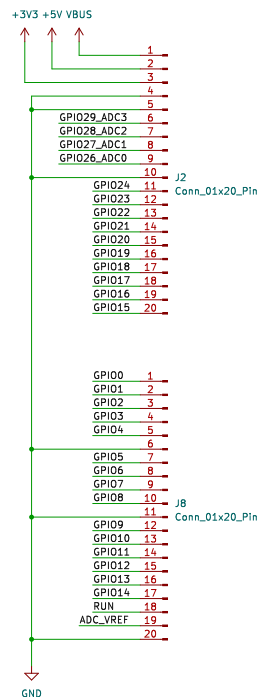 +3V3 +5V VBUS
1
2
3
4
5
GPIO29_ADC3 6
GPIO28_ADC2 7
GPIO27_ADC1 8
GPIO26_ADC0 9
10 J2
GPIO24 11 Conn_01x20_Pin
GPIO23 12
GPIO22 13
GPIO21 14
GPIO20 15
GPIO19 16
GPIO18 17
GPIO17 18
GPIO16 19
GPIO15 20
GPIO0 1
GPIO1 2
GPIO2 3
GPIO3 4
GPIO4 5
6
GPIO5 7
GPIO6 8
GPIO7 9
GPIO8 10 J8
11 Conn_01x20_Pin
GPIO9 12
GPIO10 13
GPIO11 14
GPIO12 15
GPIO13 16
GPIO14 17
RUN 18
ADC_VREF 19
20
GND